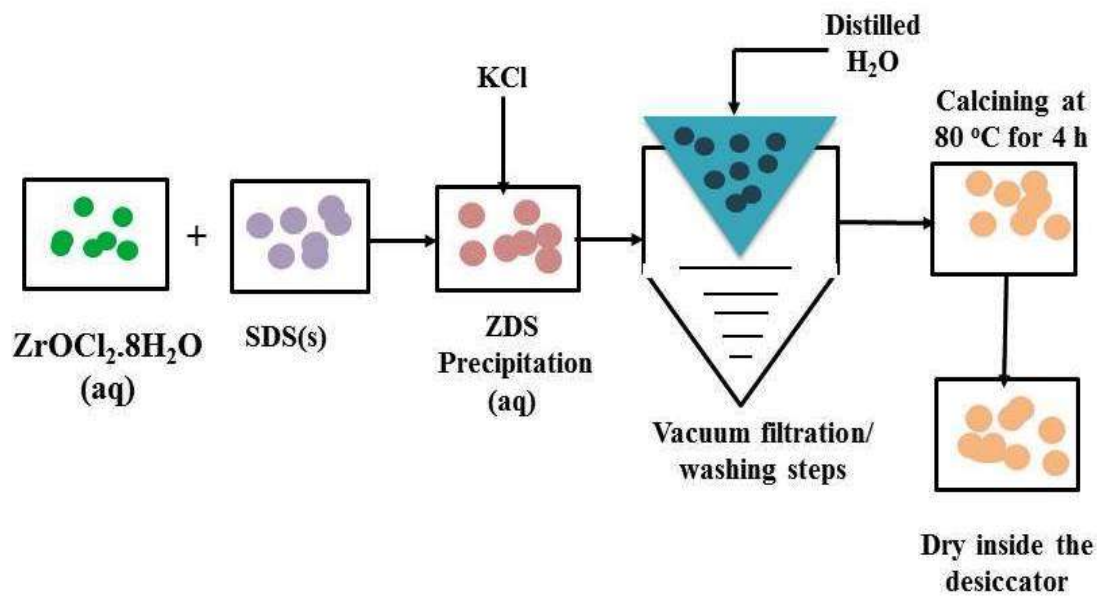 Distilled
H₂O
KCl
Calcining at
80 °C for 4 h
+
ZrOCl₂.8H₂O
(aq)
SDS(s)
ZDS
Precipitation
(aq)
Vacuum filtration/
washing steps
Dry inside the
desiccator